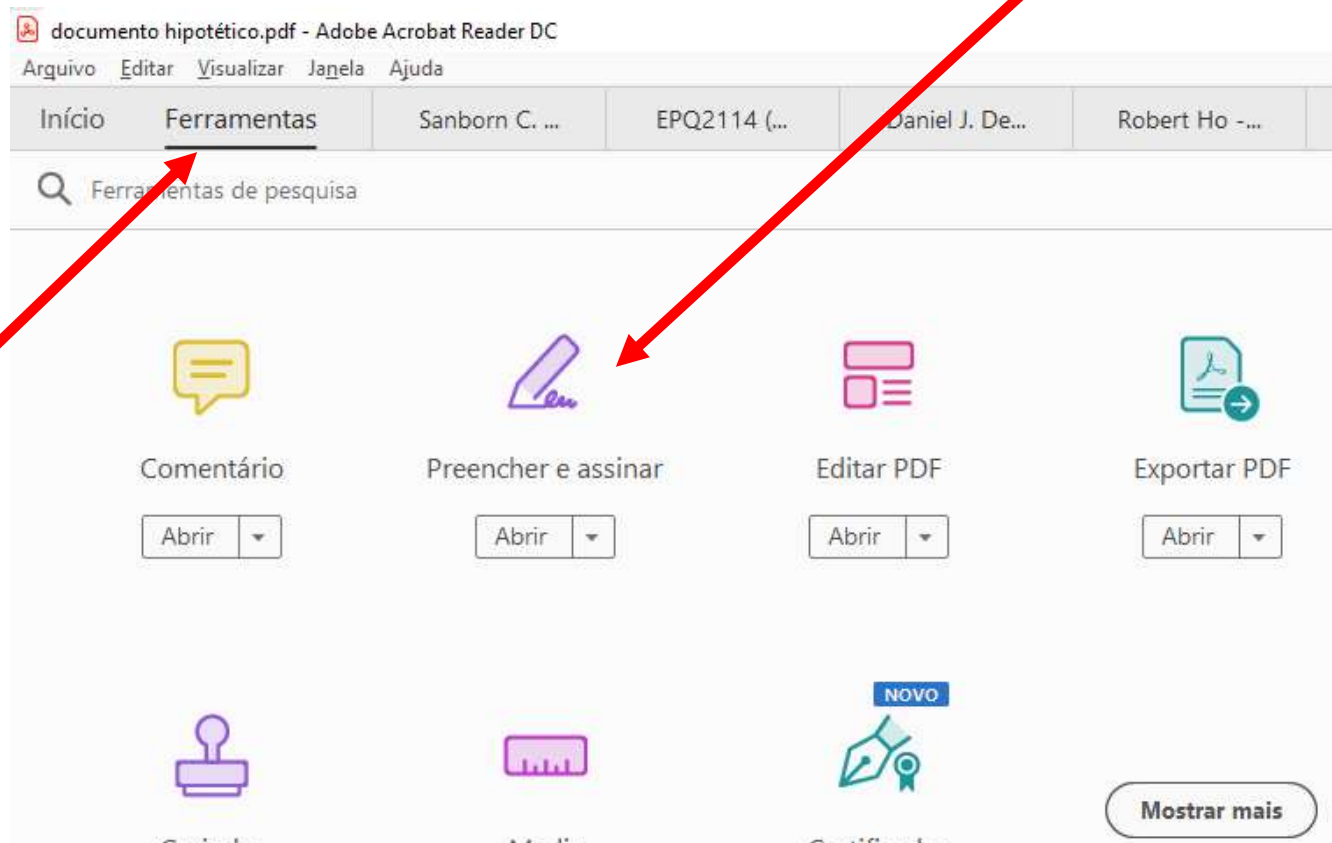 documento hipotético.pdf - Adobe Acrobat Reader DC
Arquivo Editar Visualizar Janela Ajuda
Início Ferramentas Sanborn C. ... EPQ2114 (... Daniel J. De... Robert Ho -...
Ferramentas de pesquisa
Comentário Preencher e assinar Editar PDF Exportar PDF
Abrir Abrir Abrir Abrir
NOVO
Mostrar mais